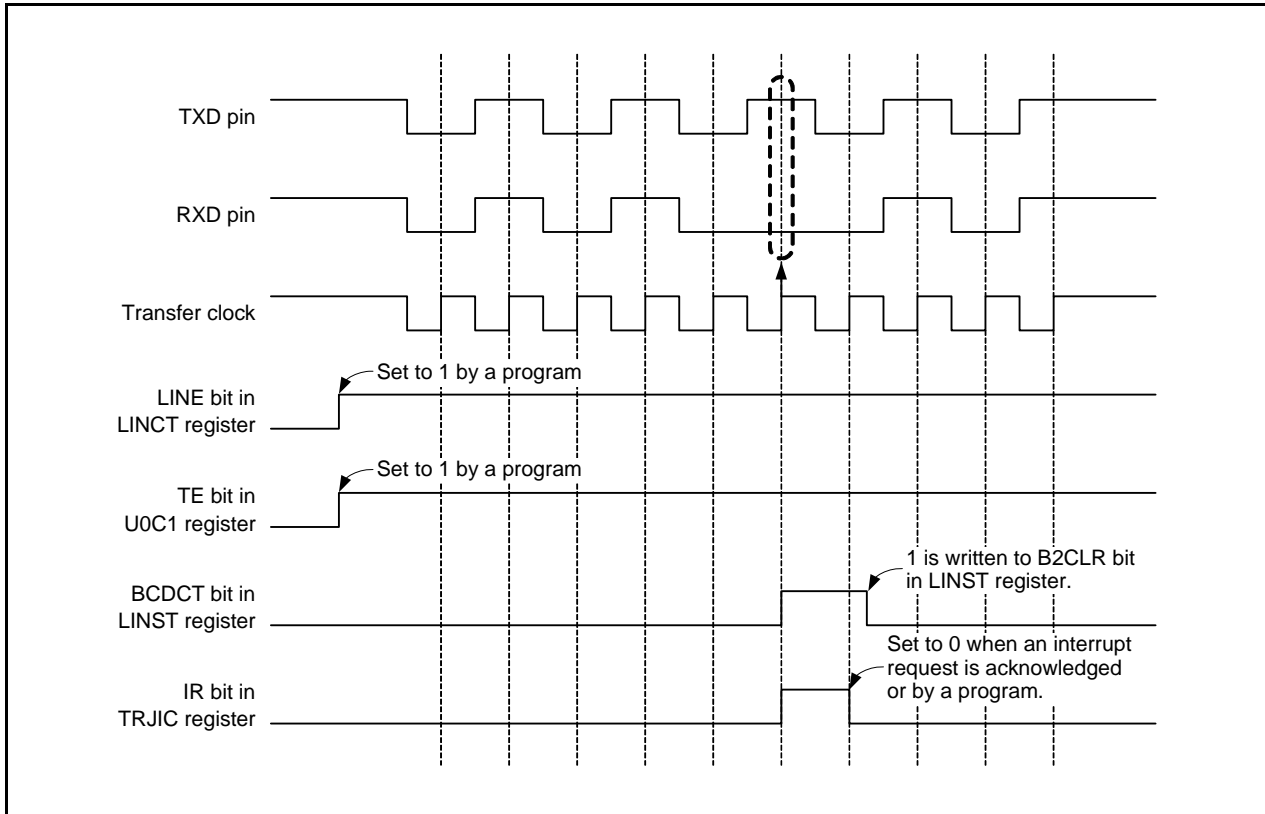 TXD pin
RXD pin
Transfer clock
Set to 1 by a program
LINE bit in
LINCT register
Set to 1 by a program
TE bit in
U0C1 register
1 is written to B2CLR bit
in LINST register.
BCDCT bit in
LINST register
Set to 0 when an interrupt
request is acknowledged
or by a program.
IR bit in
TRJIC register